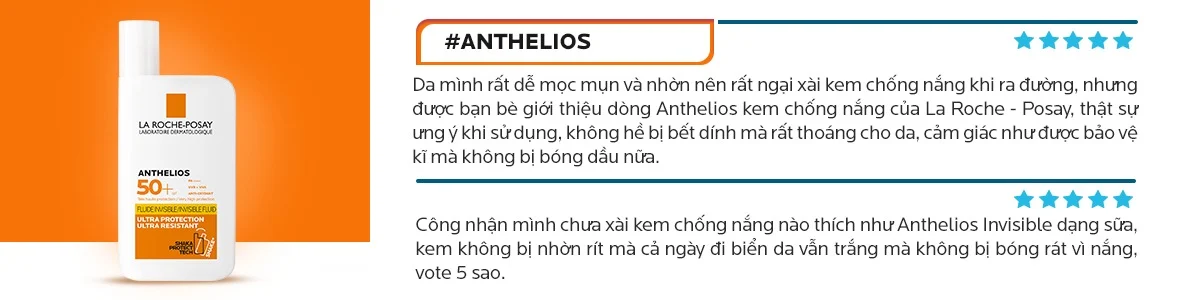 LA ROCHE-POSAY
LABORATOIRE DERMATOLOGIQUE
ANTHELIOS
50+
FLUIDE INVISIBLE/INVISIBLE FLUID
ULTRA PROTECTION
ULTRA RESISTANT
SHAKA
PROTECT
TECH
#ANTHELIOS
Da mình rất dễ mọc mụn và nhờn nên rất ngại xài kem chống nắng khi ra đường, nhưng
được bạn bè giới thiệu dòng Anthelios kem chống nắng của La Roche - Posay, thật sự
ưng ý khi sử dụng, không hề bị bết dính mà rất thoáng cho da, cảm giác như được bảo vệ
kĩ mà không bị bóng dầu nữa.
Công nhận mình chưa xài kem chống nắng nào thích như Anthelios Invisible dạng sữa,
kem không bị nhờn rít mà cả ngày đi biển da vẫn trắng mà không bị bóng rát vì nắng,
vote 5 sao.